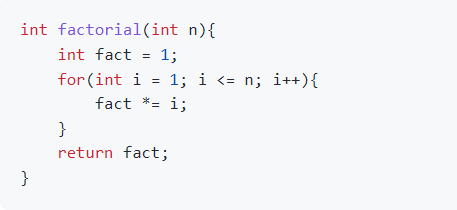 int factorial(int n){
    int fact = 1;
    for(int i = 1; i <= n; i++){
        fact *= i;
    }
    return fact;
}